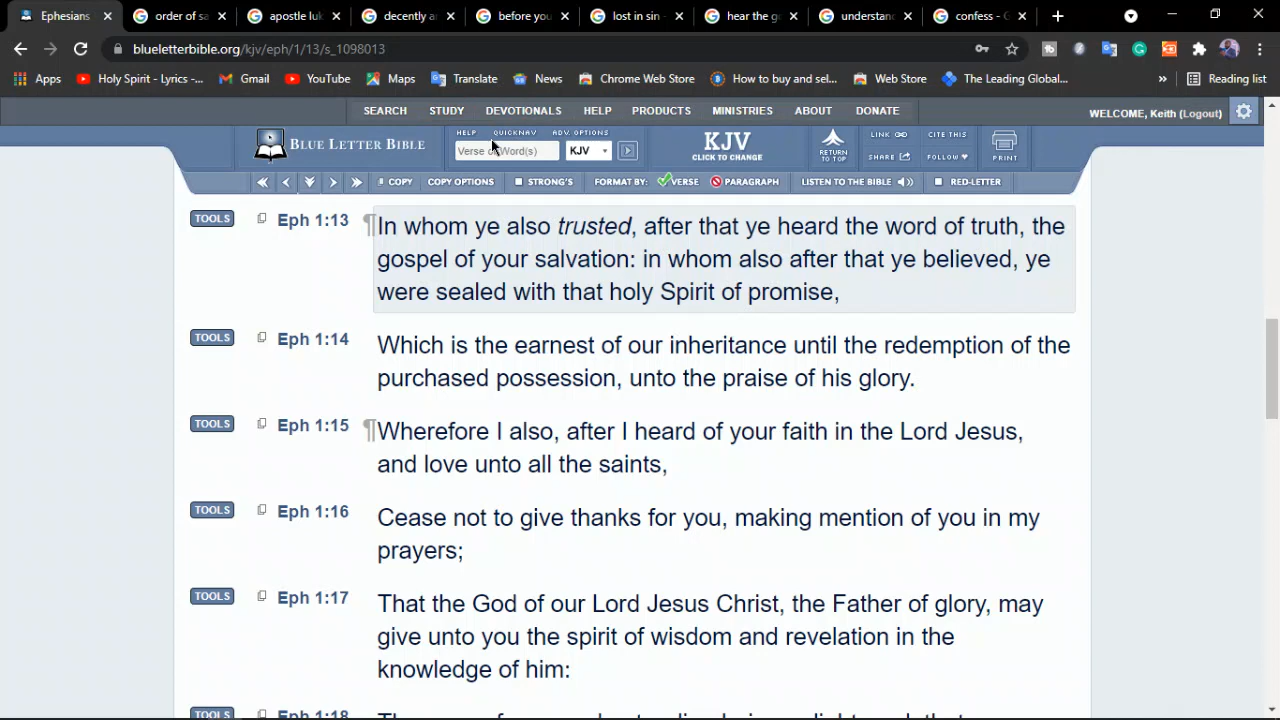 Ephesians
order of sa
apostle luk
decently a
before you
lost in sin -
hear the g
understan
confess - G
blueletterbible.org/kjv/eph/1/13/s_1098013
Apps
Holy Spirit - Lyrics -...
Gmail
YouTube
Maps
Translate
News
Chrome Web Store
How to buy and sel...
Web Store
The Leading Global...
»
Reading list
SEARCH STUDY DEVOTIONALS HELP PRODUCTS MINISTRIES ABOUT DONATE
WELCOME, Keith (Logout)
BLUE LETTER BIBLE
HELP QUICKNAV ADV. OPTIONS
Verse o Word(s)
KJV
KJV
CLICK TO CHANGE
RETURN TO TOP
LINK
CITE THIS
SHARE
FOLLOW
PRINT
COPY COPY OPTIONS STRONG'S FORMAT BY: VERSE PARAGRAPH LISTEN TO THE BIBLE RED-LETTER
TOOLS Eph 1:13 ¶In whom ye also trusted, after that ye heard the word of truth, the
gospel of your salvation: in whom also after that ye believed, ye
were sealed with that holy Spirit of promise,
TOOLS Eph 1:14 Which is the earnest of our inheritance until the redemption of the
purchased possession, unto the praise of his glory.
TOOLS Eph 1:15 ¶Wherefore I also, after I heard of your faith in the Lord Jesus,
and love unto all the saints,
TOOLS Eph 1:16 Cease not to give thanks for you, making mention of you in my
prayers;
TOOLS Eph 1:17 That the God of our Lord Jesus Christ, the Father of glory, may
give unto you the spirit of wisdom and revelation in the
knowledge of him:
TOOLS Eph 1:18